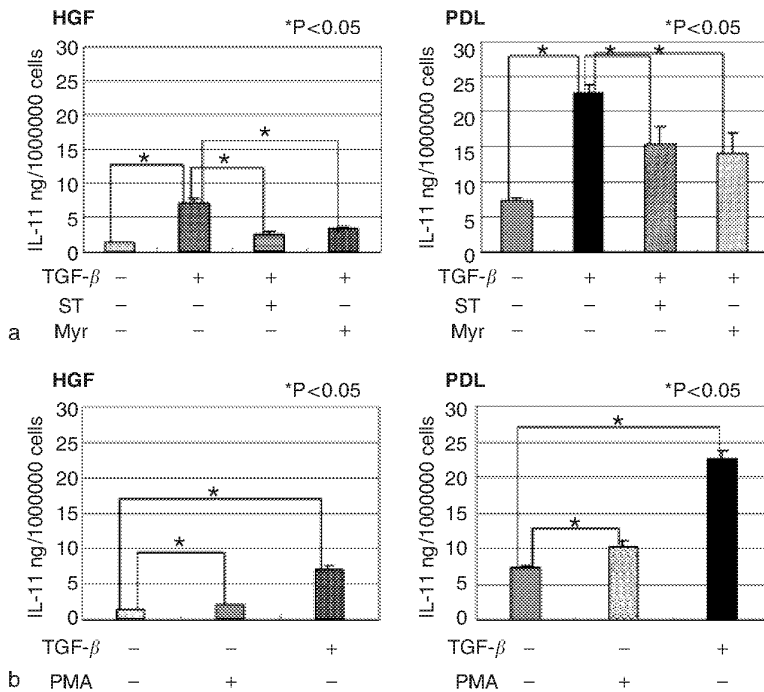 HGF
*P<0.05
IL-11 ng/1000000 cells
30
25
20
15
10
5
0
*
*
*
TGF-β − + + +
ST − − + −
Myr − − − +
a
PDL
*P<0.05
IL-11 ng/1000000 cells
30
25
20
15
10
5
0
*
*
*
TGF-β − + + +
ST − − + −
Myr − − − +
HGF
*P<0.05
IL-11 ng/1000000 cells
30
25
20
15
10
5
0
*
*
TGF-β − − +
PMA − + −
b
PDL
*P<0.05
IL-11 ng/1000000 cells
30
25
20
15
10
5
0
*
*
TGF-β − − +
PMA − + −